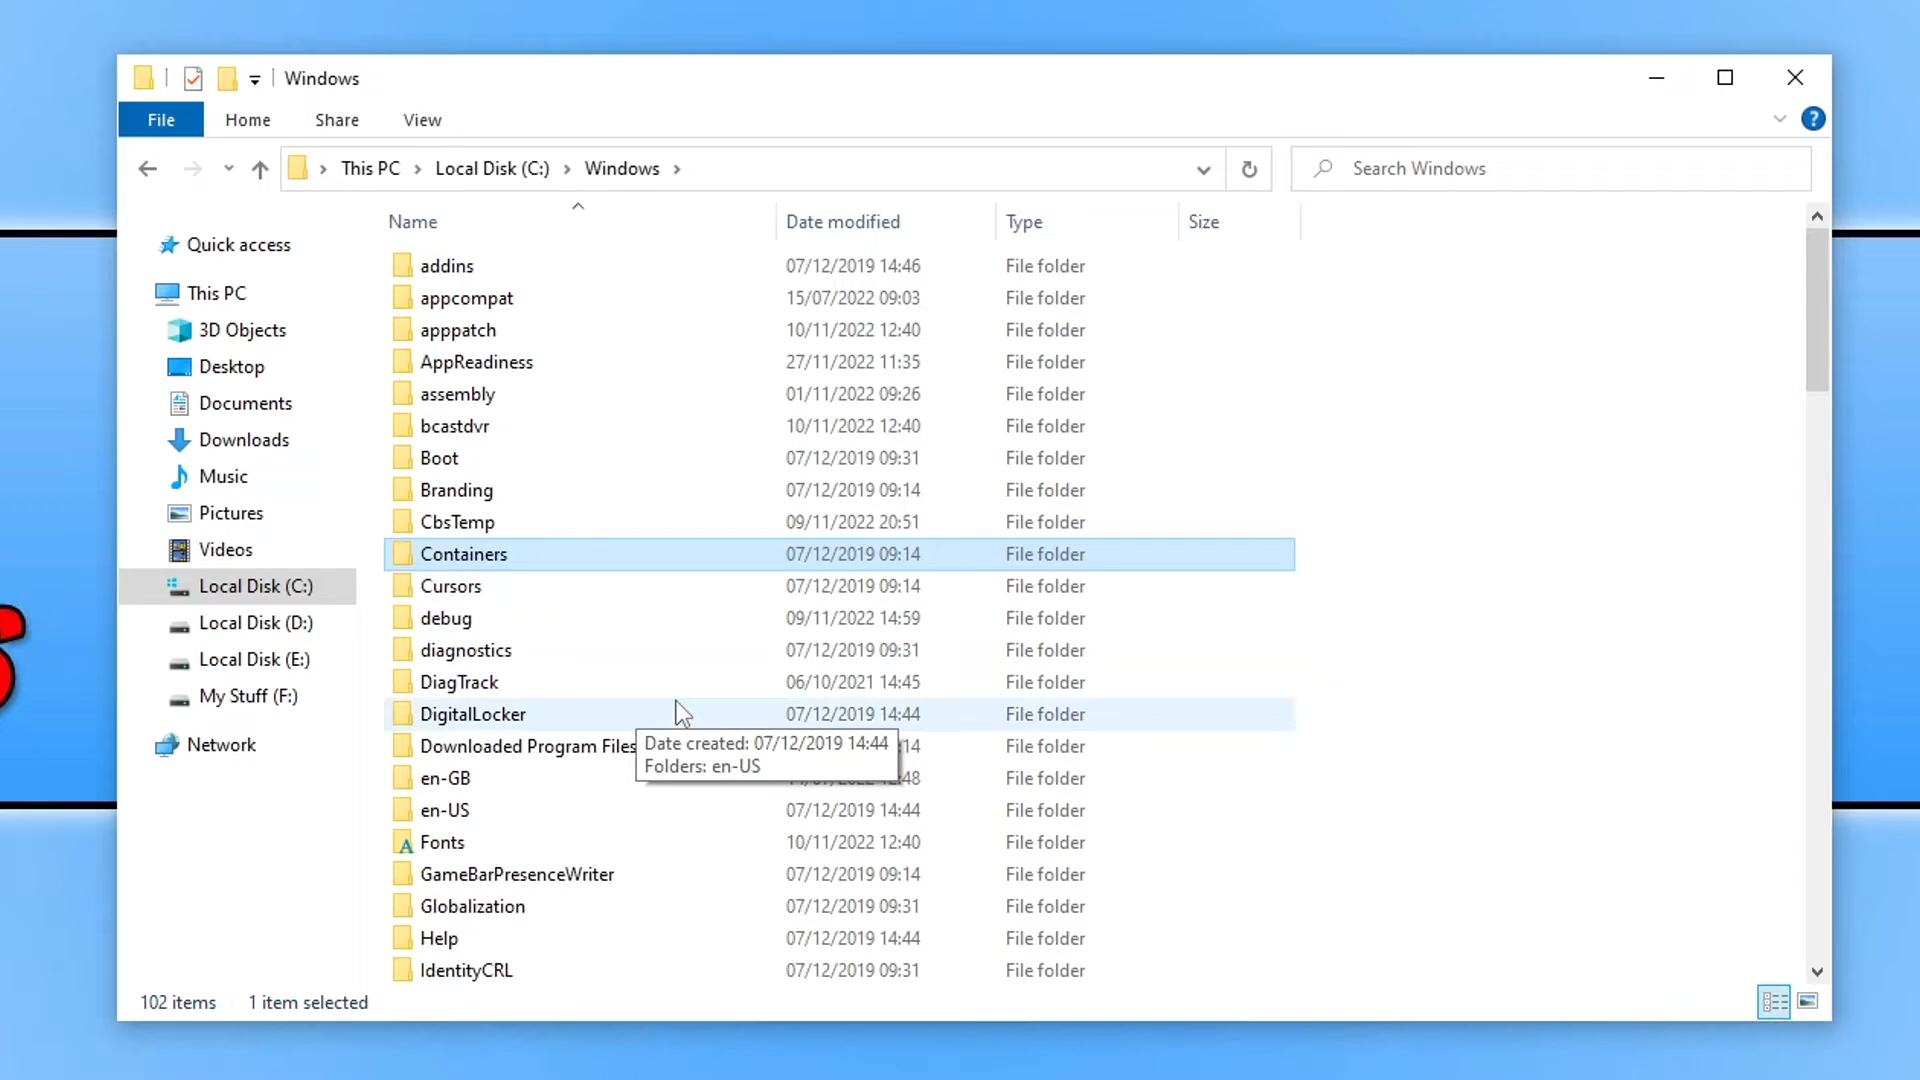 Windows
File Home Share View
This PC Local Disk (C:) Windows Search Windows
Name Date modified Type Size
Quick access
This PC
3D Objects
Desktop
Documents
Downloads
Music
Pictures
Videos
Local Disk (C:)
Local Disk (D:)
Local Disk (E:)
My Stuff (F:)
Network
addins 07/12/2019 14:46 File folder
appcompat 15/07/2022 09:03 File folder
apppatch 10/11/2022 12:40 File folder
AppReadiness 27/11/2022 11:35 File folder
assembly 01/11/2022 09:26 File folder
bcastdvr 10/11/2022 12:40 File folder
Boot 07/12/2019 09:31 File folder
Branding 07/12/2019 09:14 File folder
CbsTemp 09/11/2022 20:51 File folder
Containers 07/12/2019 09:14 File folder
Cursors 07/12/2019 09:14 File folder
debug 09/11/2022 14:59 File folder
diagnostics 07/12/2019 09:31 File folder
DiagTrack 06/10/2021 14:45 File folder
DigitalLocker 07/12/2019 14:44 File folder
Downloaded Program Files 14 File folder
Date created: 07/12/2019 14:44
Folders: en-US
en-GB 48 File folder
en-US 07/12/2019 14:44 File folder
Fonts 10/11/2022 12:40 File folder
GameBarPresenceWriter 07/12/2019 09:14 File folder
Globalization 07/12/2019 09:31 File folder
Help 07/12/2019 14:44 File folder
IdentityCRL 07/12/2019 09:31 File folder
102 items 1 item selected